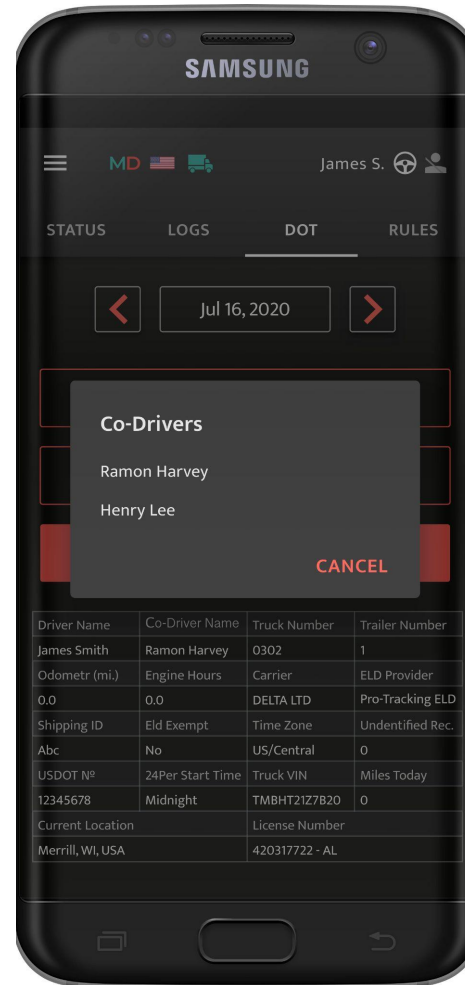 SAMSUNG
MD James S.
STATUS LOGS DOT RULES
Jul 16, 2020
Co-Drivers
Ramon Harvey
Henry Lee
CANCEL
Driver Name Co-Driver Name Truck Number Trailer Number
James Smith Ramon Harvey 0302 1
Odometr (mi.) Engine Hours Carrier ELD Provider
0.0 0.0 DELTA LTD Pro-Tracking ELD
Shipping ID Eld Exempt Time Zone Undentified Rec.
Abc No US/Central 0
USDOT Nº 24Per Start Time Truck VIN Miles Today
12345678 Midnight TMBHT21Z7B20 0
Current Location License Number
Merrill, WI, USA 420317722 - AL